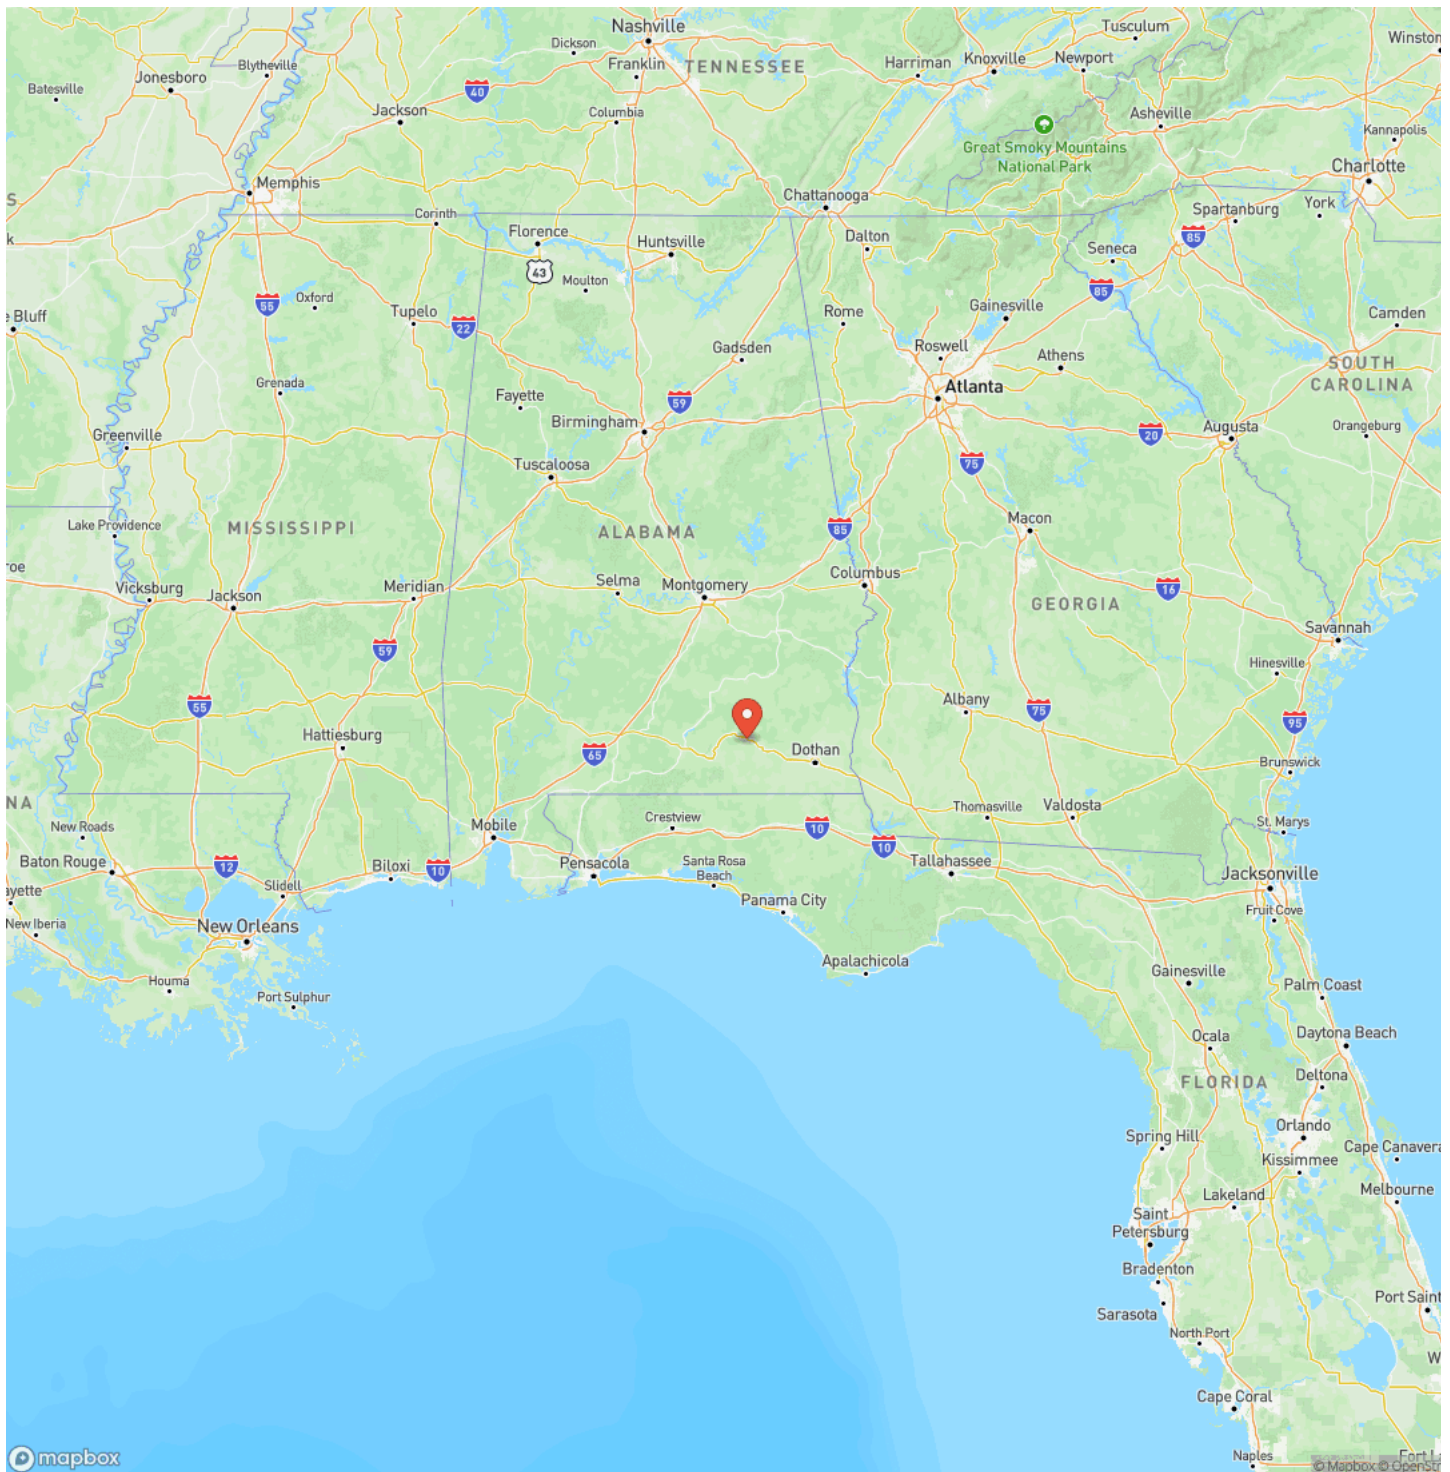 Nashville
Tusculum
Dickson
Winston
Blytheville
Franklin
TENNESSEE
Harriman
Knoxville
Newport
Jonesboro
Batesville
40
Jackson
Columbia
Asheville
Kannapolis
Great Smoky Mountains
National Park
Charlotte
Memphis
Chattanooga
S
Corinth
Spartanburg
York
Florence
Huntsville
Dalton
85
k
Seneca
43
Moulton
85
55
Oxford
Gainesville
Tupelo
22
Rome
Camden
e Bluff
Roswell
Gadsden
Athens
SOUTH
CAROLINA
Grenada
Atlanta
Fayette
59
Birmingham
Greenville
20
Augusta
Orangeburg
Tuscaloosa
75
Lake Providence
MISSISSIPPI
ALABAMA
85
Macon
roe
Columbus
Vicksburg
Jackson
Meridian
Selma
Montgomery
16
GEORGIA
Savannah
59
Hinesville
55
Albany
75
95
Hattiesburg
65
Dothan
Brunswick
NA
Thomasville
Valdosta
New Roads
Mobile
Crestview
10
St. Marys
10
Baton Rouge
12
Biloxi
10
Pensacola
Santa Rosa
Beach
Tallahassee
Jacksonville
ayette
Slidell
Panama City
Fruit Cove
New Iberia
New Orleans
Apalachicola
Gainesville
Houma
Palm Coast
Port Sulphur
Ocala
Daytona Beach
FLORIDA
Deltona
Orlando
Spring Hill
Cape Canavera
Kissimmee
Lakeland
Melbourne
Saint
Petersburg
Bradenton
Port Saint
Sarasota
North Port
W
Cape Coral
Naples
Fort L
mapbox
© Mapbox © OpenStr